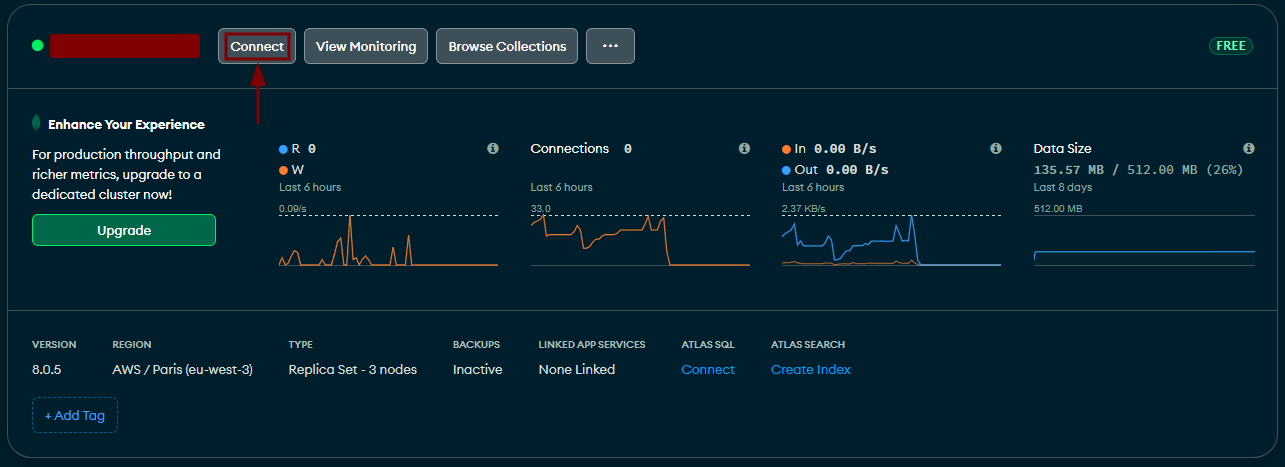 Connect View Monitoring Browse Collections ... FREE
Enhance Your Experience
For production throughput and
richer metrics, upgrade to a
dedicated cluster now!
Upgrade
R 0
W
Last 6 hours
0.09/s
Connections 0
Last 6 hours
33.0
In 0.00 B/s
Out 0.00 B/s
Last 6 hours
2.37 KB/s
Data Size
135.57 MB / 512.00 MB (26%)
Last 8 days
512.00 MB
VERSION REGION TYPE BACKUPS LINKED APP SERVICES ATLAS SQL ATLAS SEARCH
8.0.5 AWS / Paris (eu-west-3) Replica Set - 3 nodes Inactive None Linked Connect Create Index
+ Add Tag